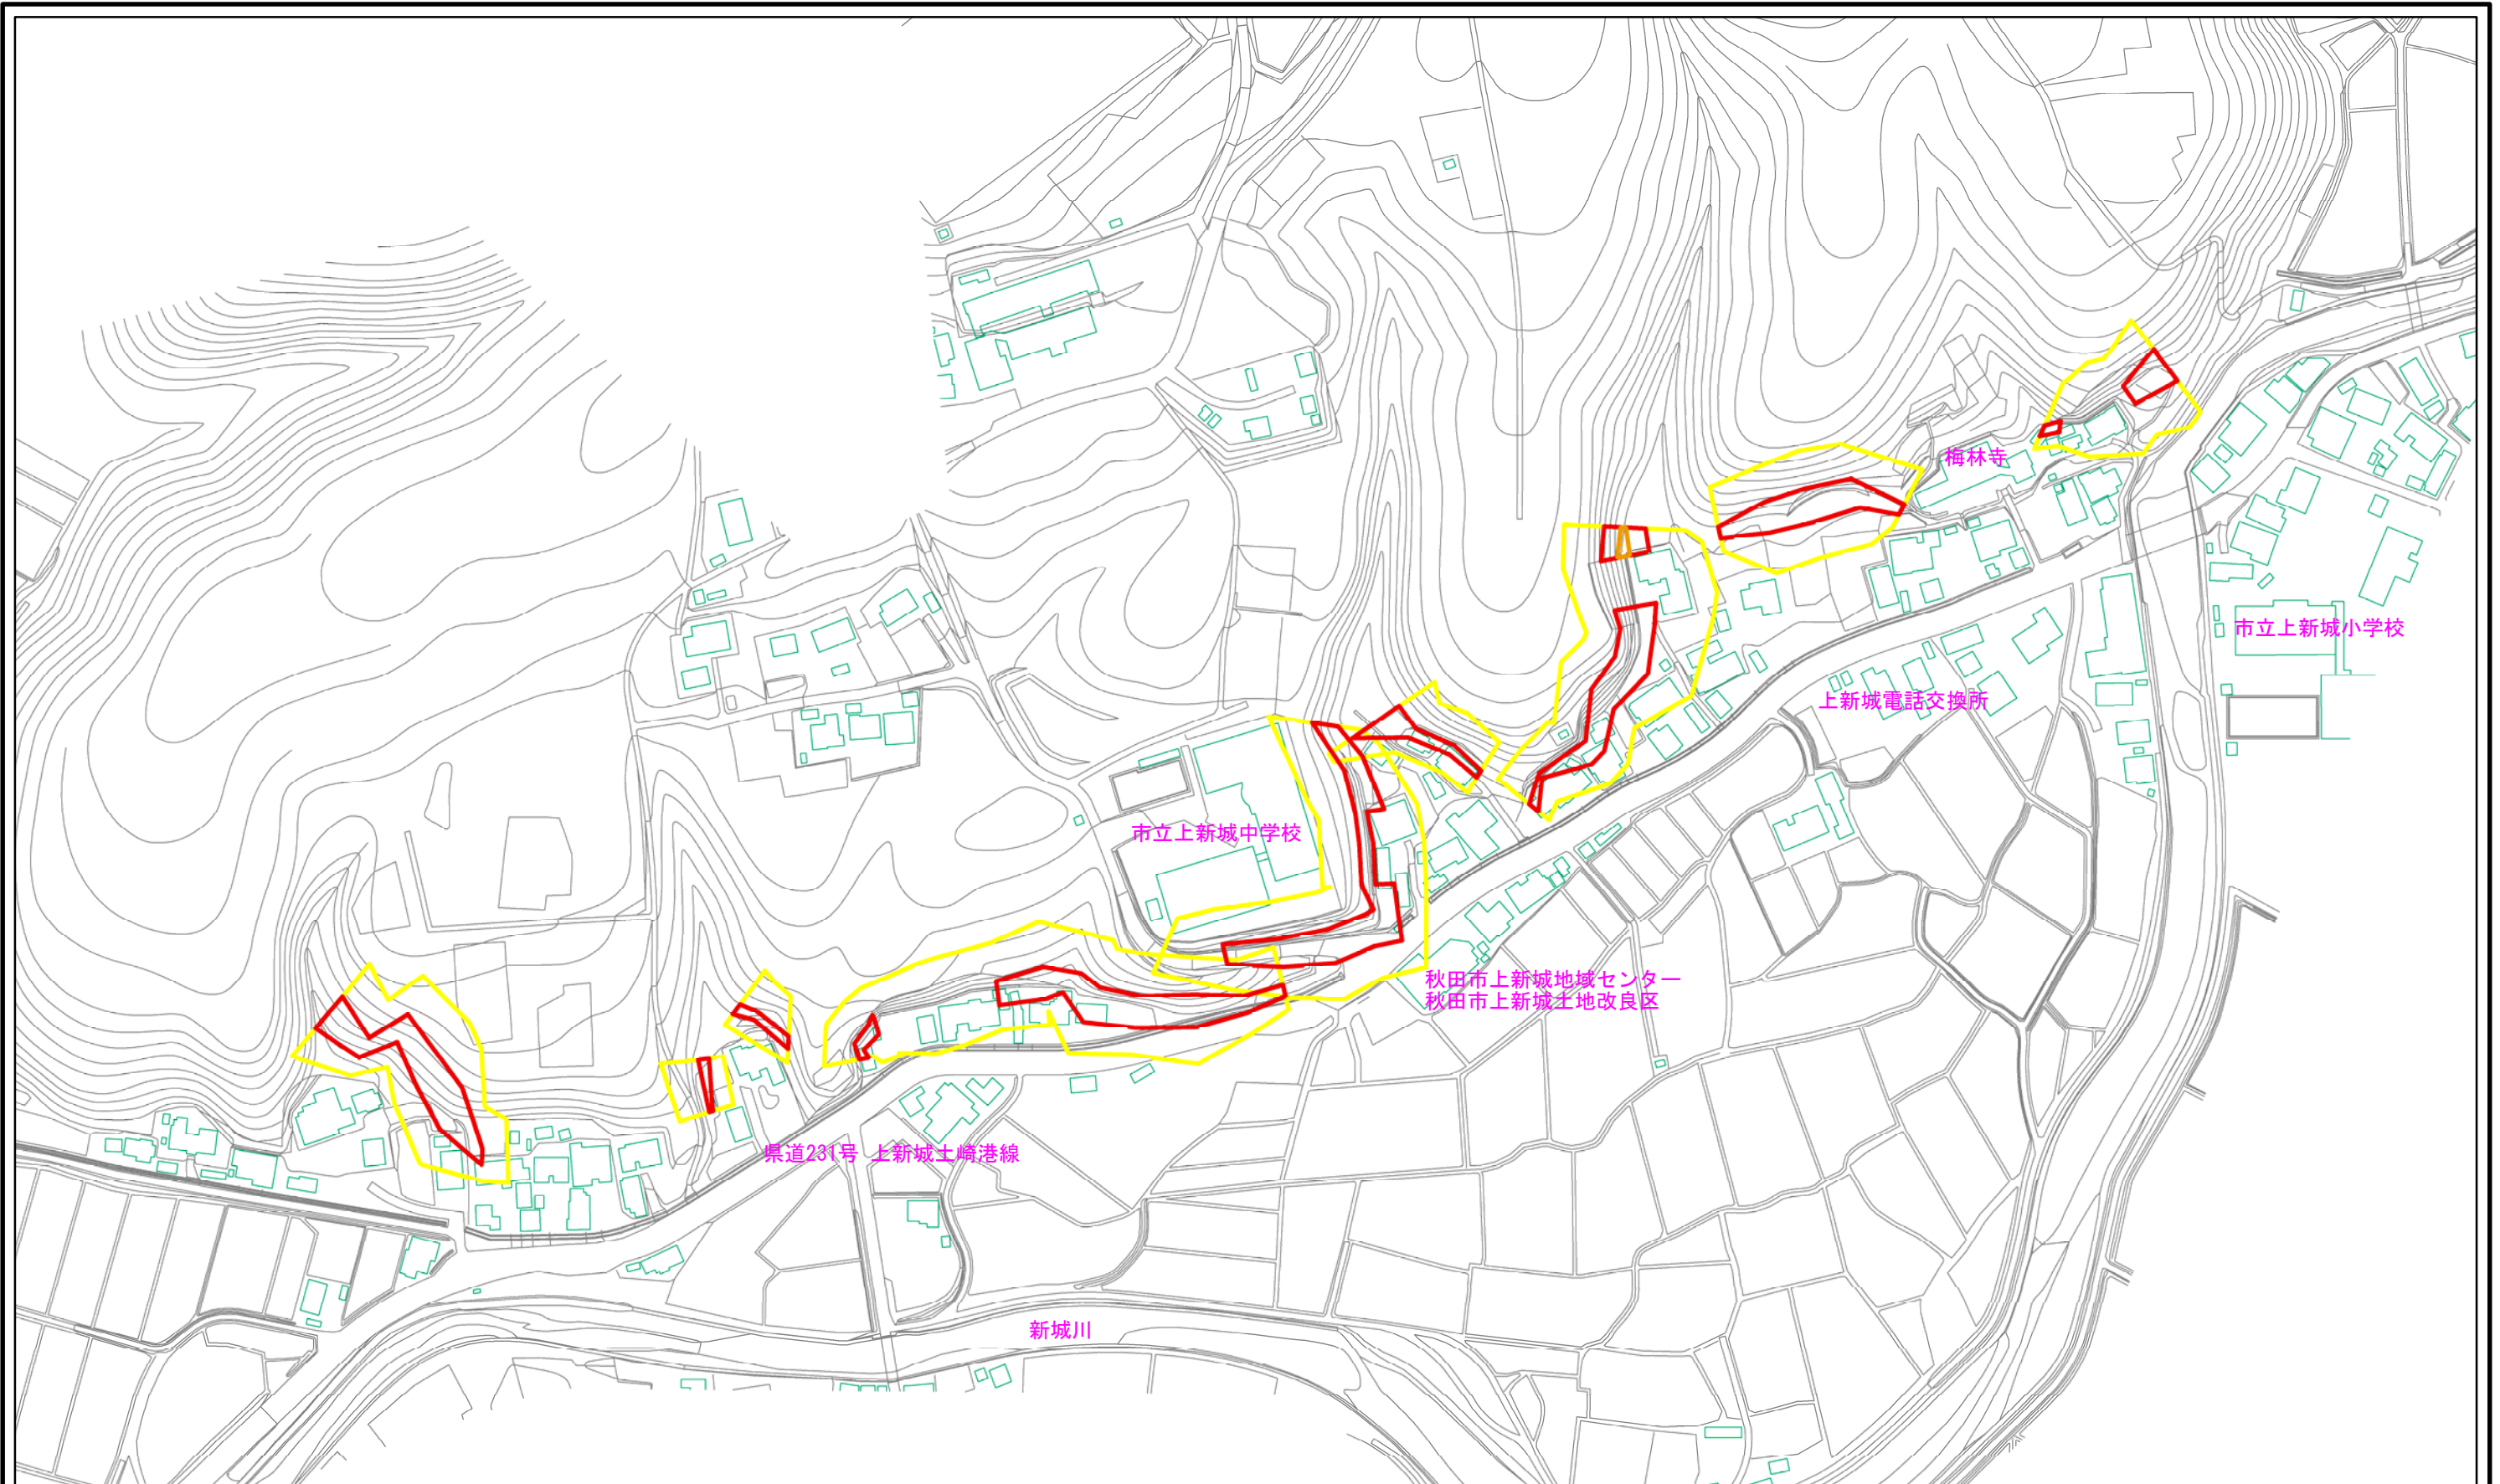 梅林寺
市立上新城小学校
上新城電話交換所
市立上新城中学校
秋田市上新城地域センター
秋田市上新城土地改良区
県道231号 上新城土崎港線
新城川